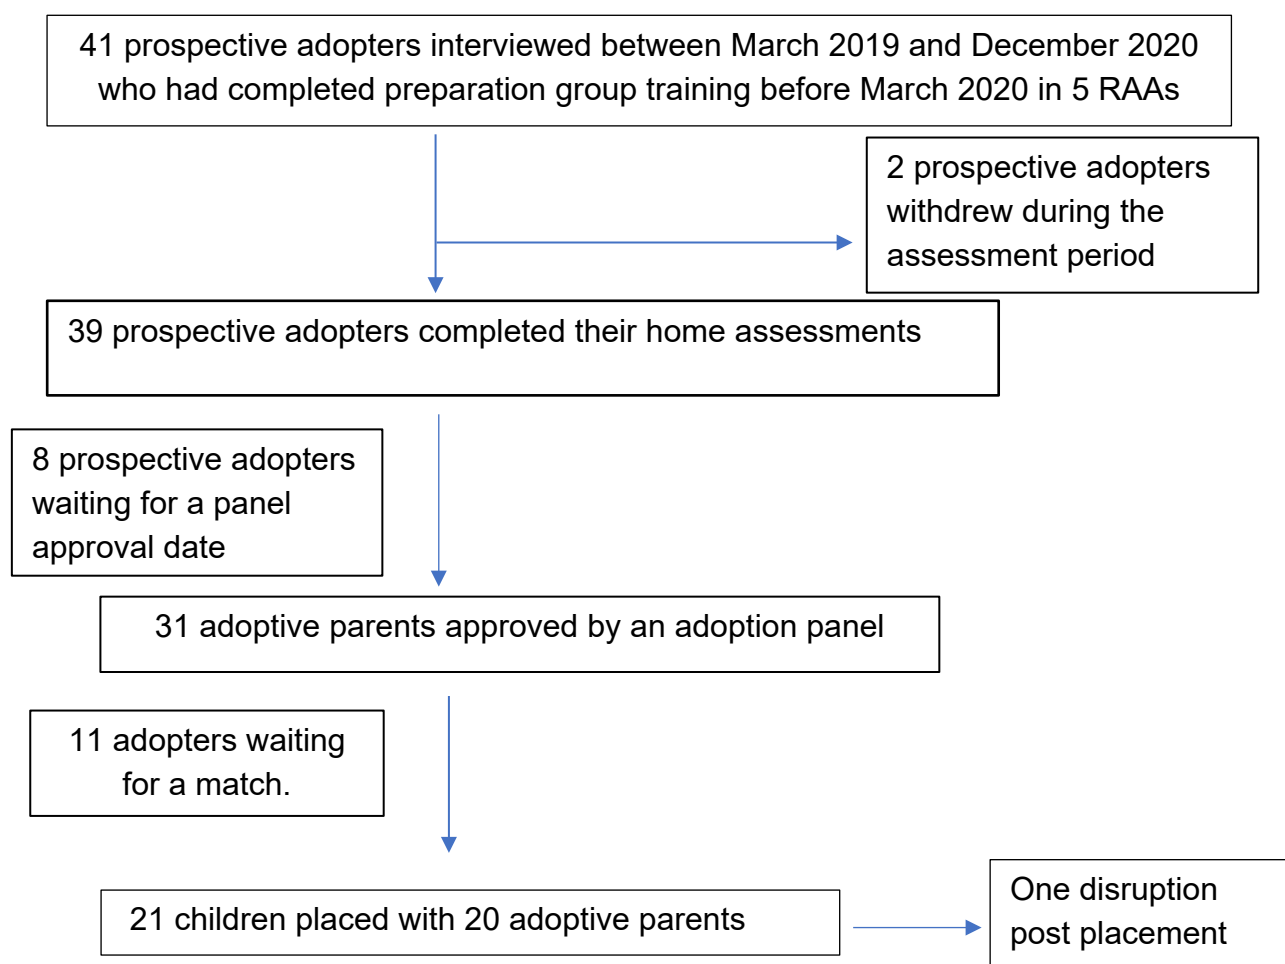 41 prospective adopters interviewed between March 2019 and December 2020
who had completed preparation group training before March 2020 in 5 RAAs
2 prospective adopters
withdrew during the
assessment period
39 prospective adopters completed their home assessments
8 prospective adopters
waiting for a panel
approval date
31 adoptive parents approved by an adoption panel
11 adopters waiting
for a match.
21 children placed with 20 adoptive parents
One disruption
post placement